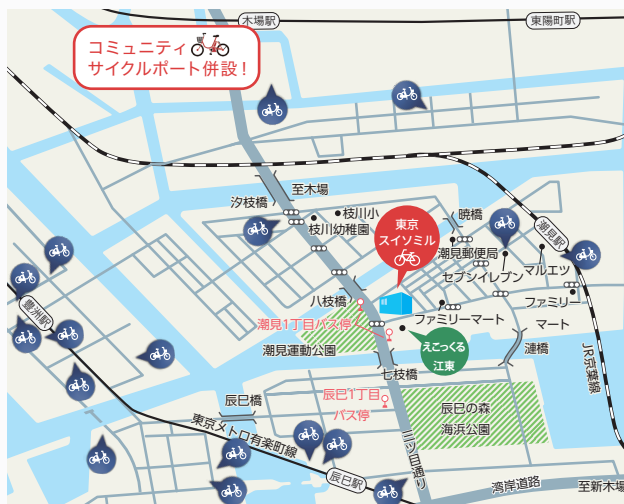 木場駅
東陽町駅
コミュニティ
サイクルポート併設!
汐枝橋
至木場
枝川小
枝川幼稚園
東京
スイソミル
暁橋
潮見駅
潮見郵便局
セブンイレブン
マルエツ
豊洲駅
八枝橋
ファミリー
マート
潮見1丁目バス停
ファミリーマート
潮見運動公園
えこっくる
江東
漣橋
JR京葉線
七枝橋
辰巳橋
辰巳1丁目
バス停
辰巳の森
海浜公園
東京メトロ有楽町線
三ツ目通り
辰巳駅
湾岸道路
至新木場